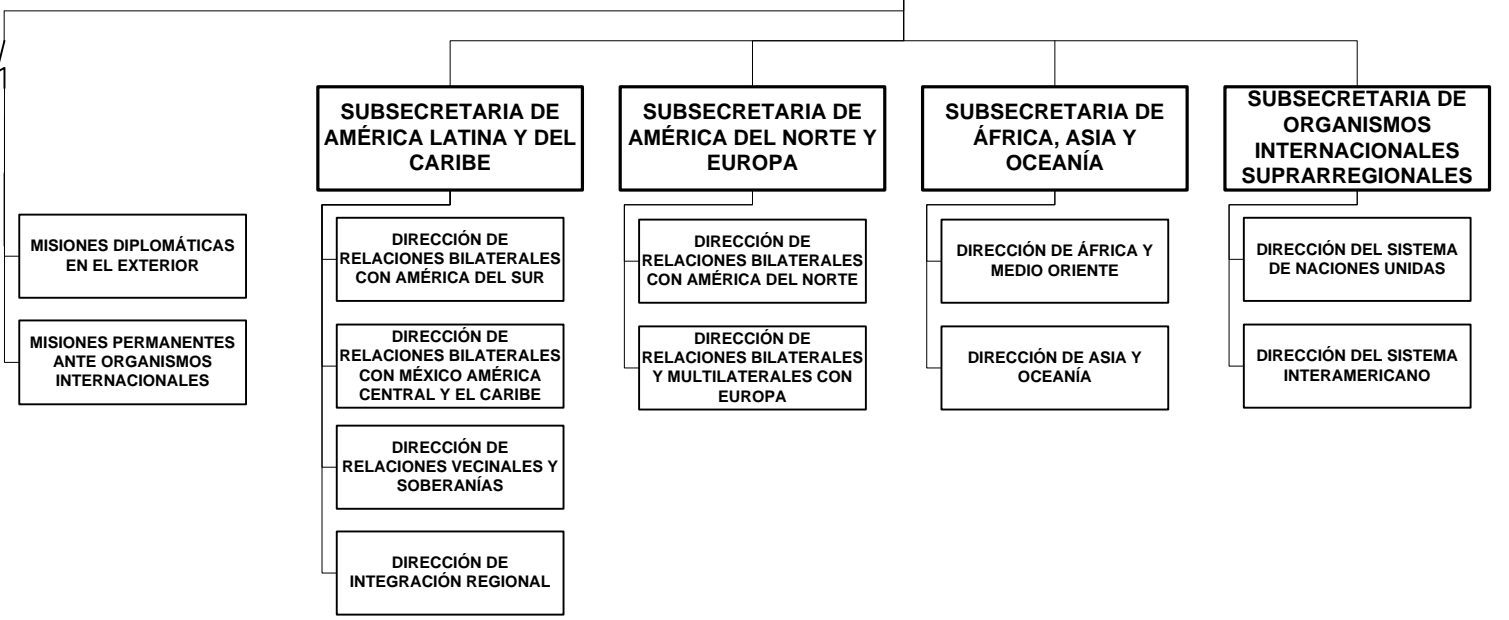 SUBSECRETARIA DE
AMÉRICA LATINA Y DEL
CARIBE
SUBSECRETARIA DE
AMÉRICA DEL NORTE Y
EUROPA
SUBSECRETARIA DE
ÁFRICA, ASIA Y
OCEANÍA
SUBSECRETARIA DE
ORGANISMOS
INTERNACIONALES
SUPRARREGIONALES
MISIONES DIPLOMÁTICAS
EN EL EXTERIOR
MISIONES PERMANENTES
ANTE ORGANISMOS
INTERNACIONALES
DIRECCIÓN DE
RELACIONES BILATERALES
CON AMÉRICA DEL SUR
DIRECCIÓN DE
RELACIONES BILATERALES
CON MÉXICO AMÉRICA
CENTRAL Y EL CARIBE
DIRECCIÓN DE
RELACIONES VECINALES Y
SOBERANÍAS
DIRECCIÓN DE
INTEGRACIÓN REGIONAL
DIRECCIÓN DE
RELACIONES BILATERALES
CON AMÉRICA DEL NORTE
DIRECCIÓN DE
RELACIONES BILATERALES
Y MULTILATERALES CON
EUROPA
DIRECCIÓN DE ÁFRICA Y
MEDIO ORIENTE
DIRECCIÓN DE ASIA Y
OCEANÍA
DIRECCIÓN DEL SISTEMA
DE NACIONES UNIDAS
DIRECCIÓN DEL SISTEMA
INTERAMERICANO